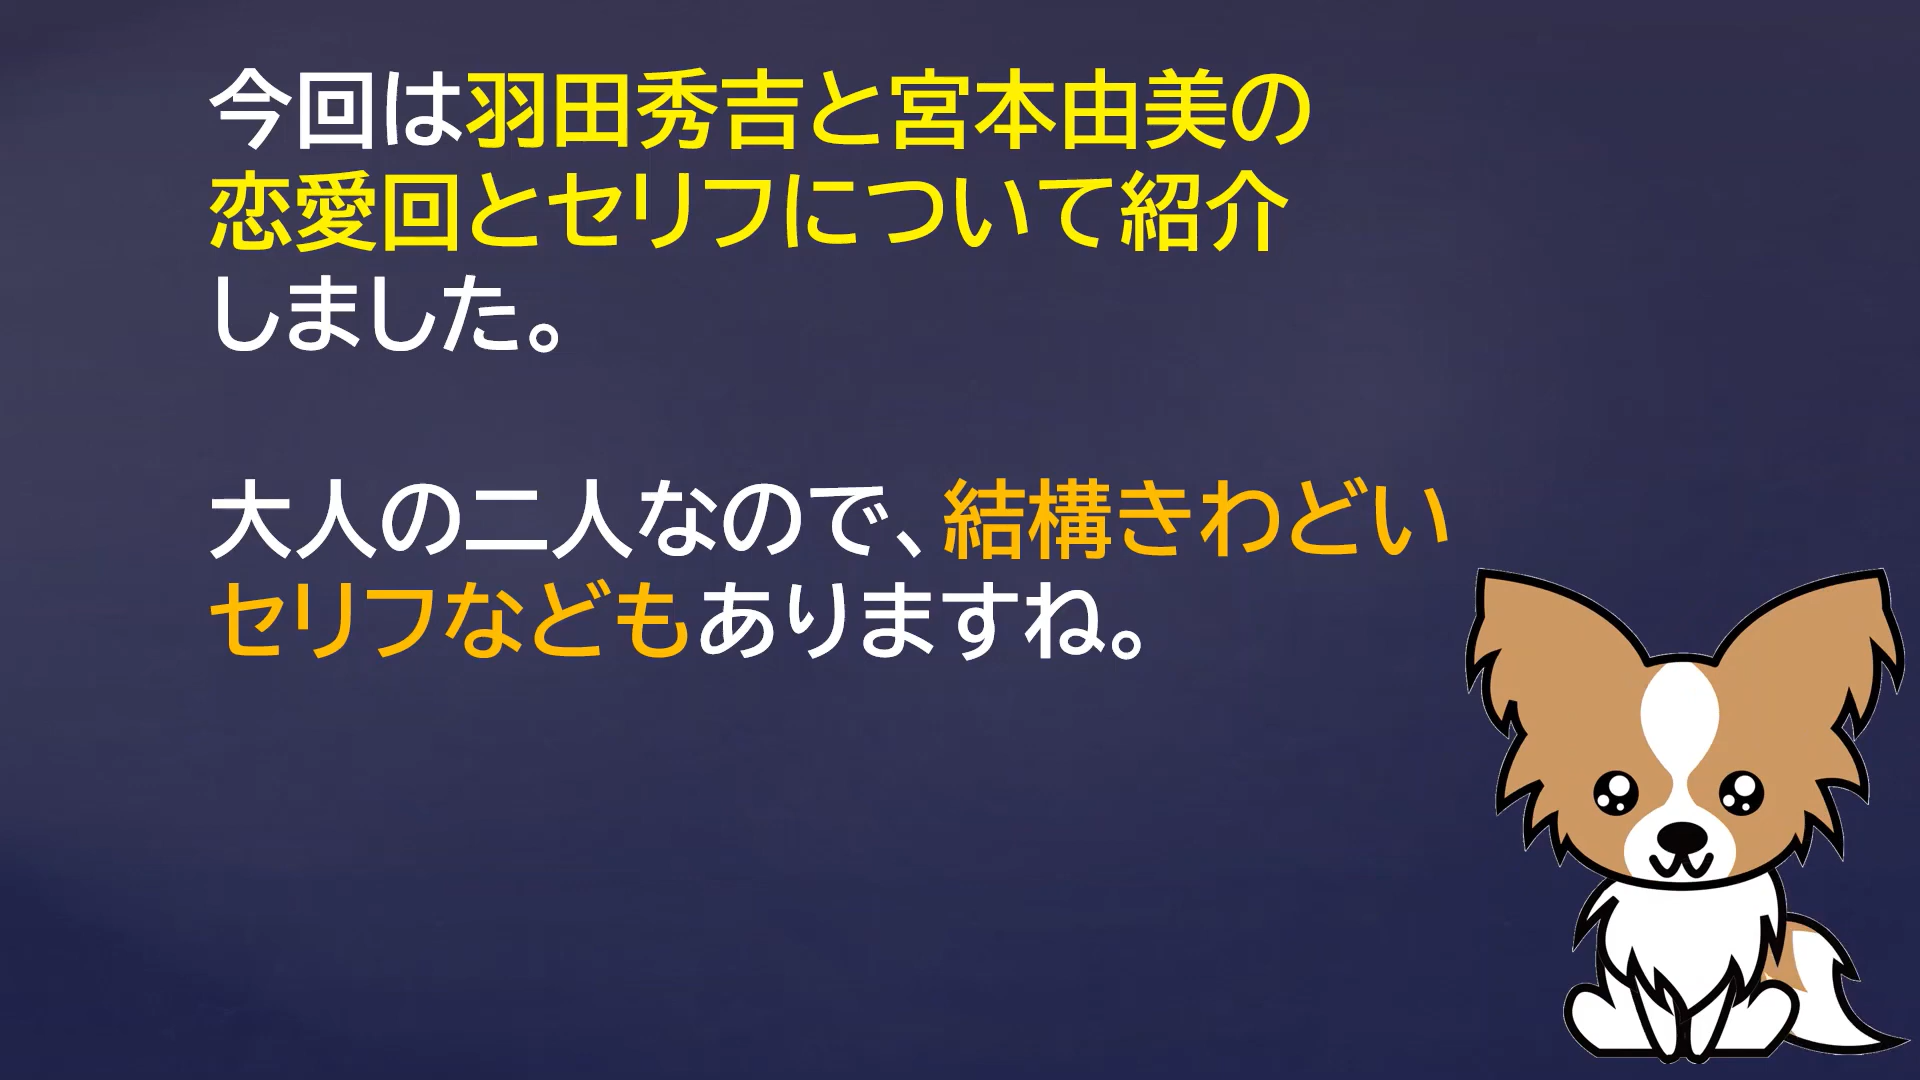 今回は羽田秀吉と宮本由美の
恋愛回とセリフについて紹介
しました。
大人の二人なので、結構きわどい
セリフなどもありますね。